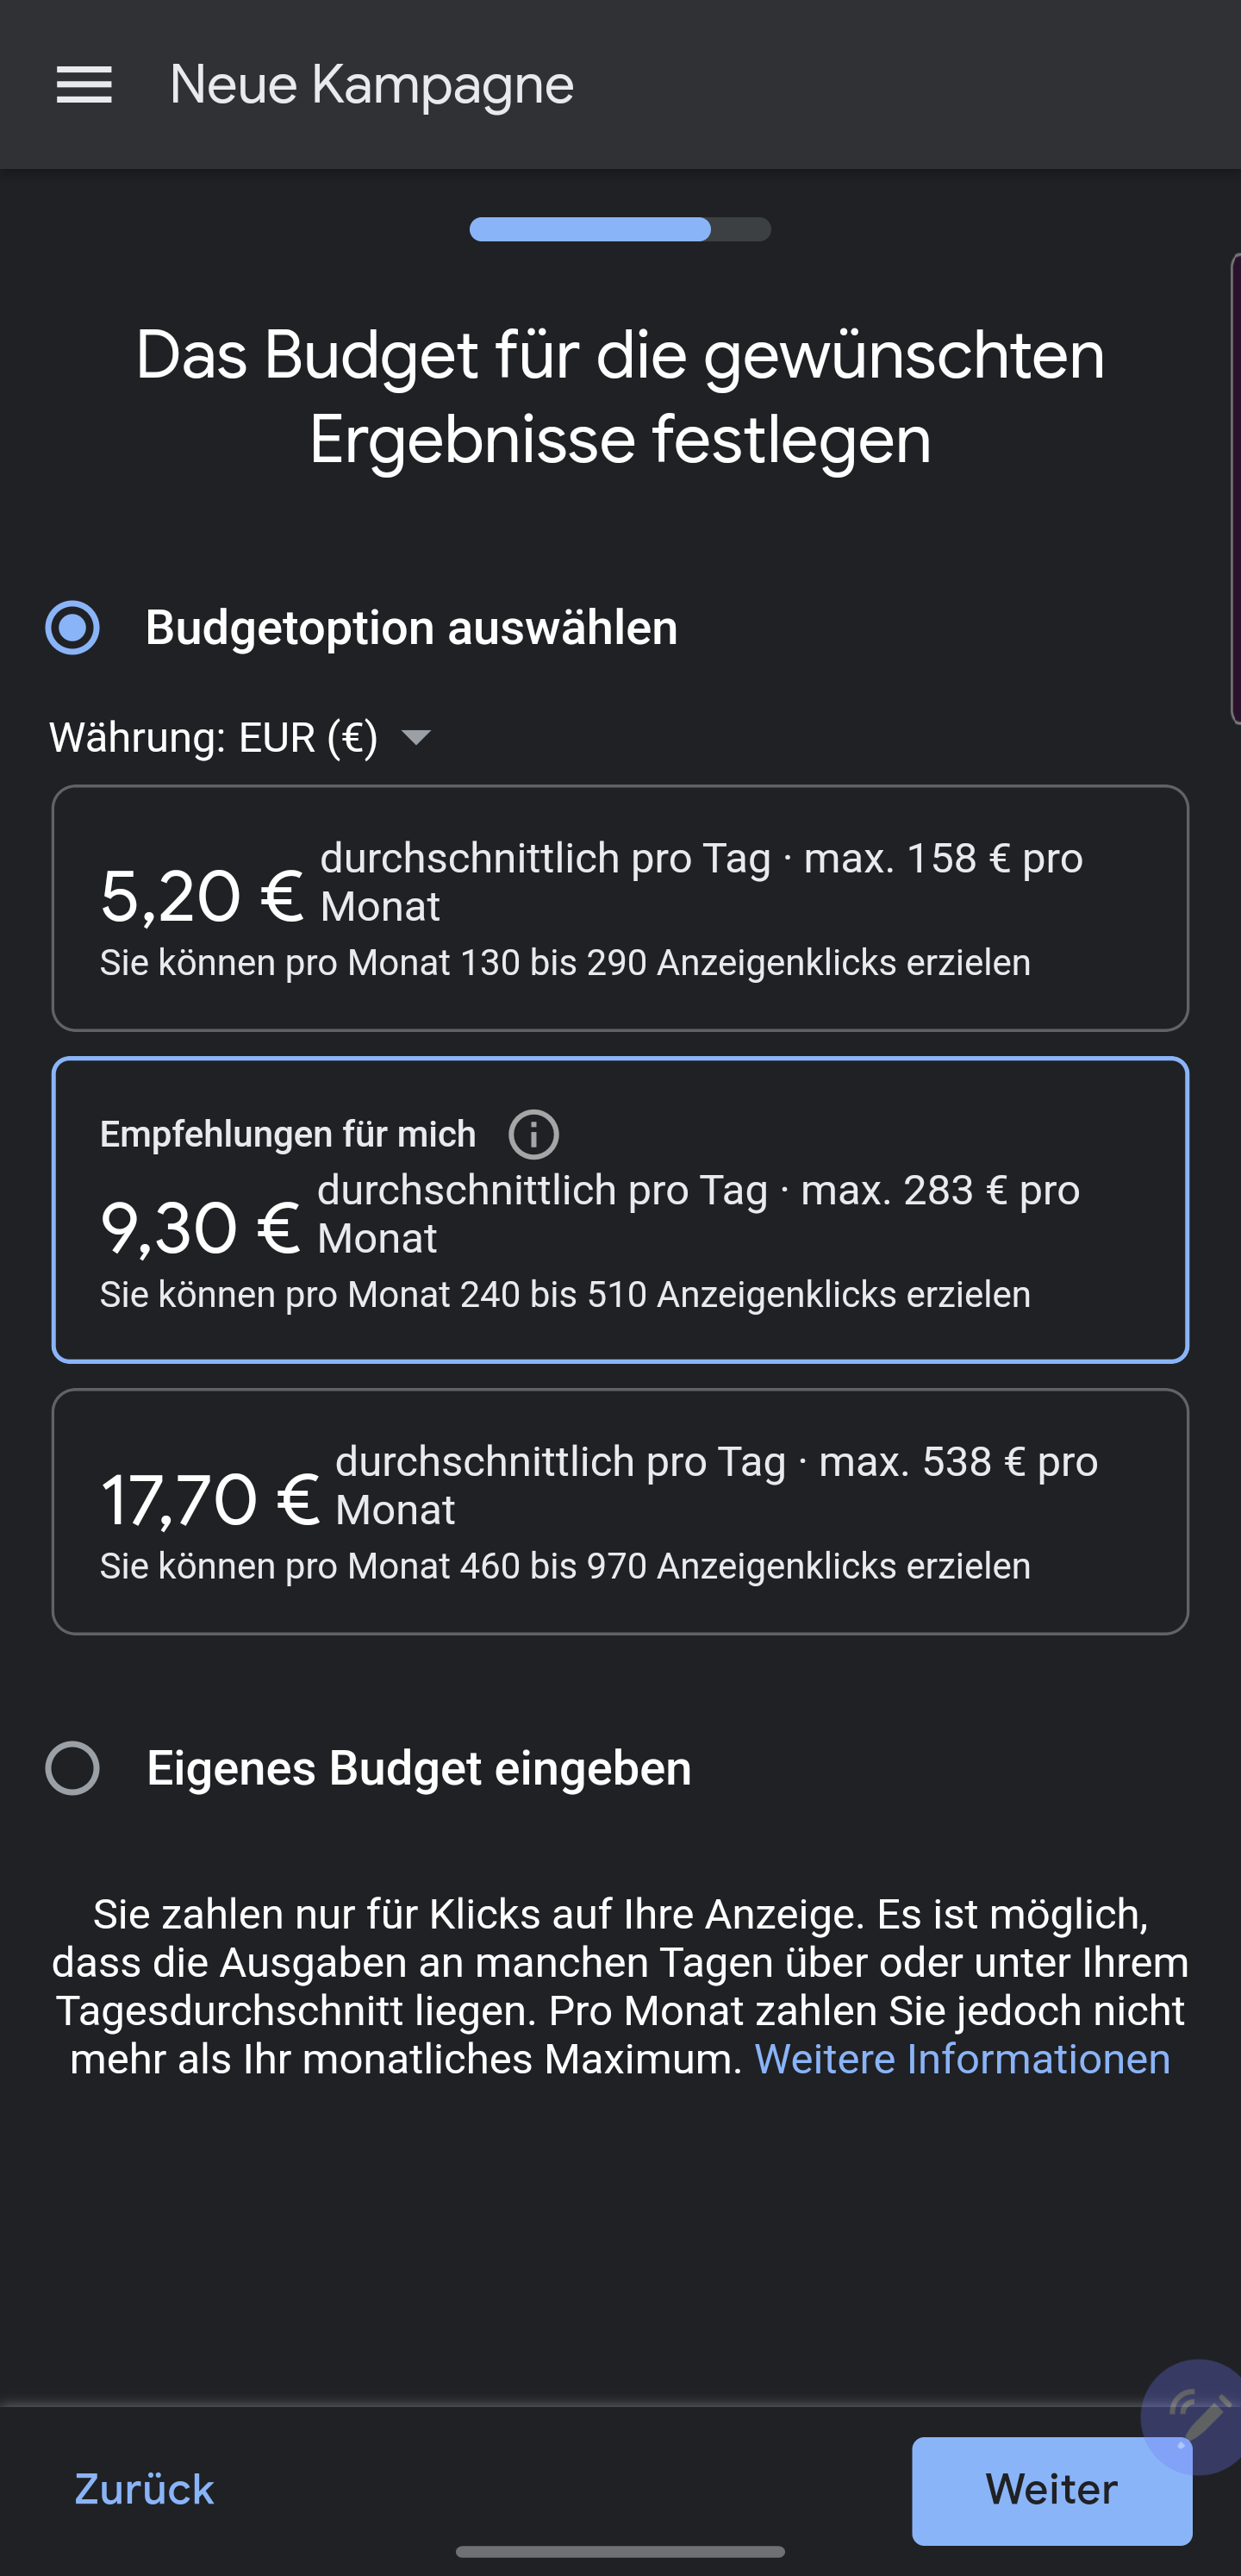 Neue Kampagne
Das Budget für die gewünschten
Ergebnisse festlegen
Budgetoption auswählen
Währung: EUR (€)
5,20 € durchschnittlich pro Tag · max. 158 € pro
Monat
Sie können pro Monat 130 bis 290 Anzeigenklicks erzielen
Empfehlungen für mich
9,30 € durchschnittlich pro Tag · max. 283 € pro
Monat
Sie können pro Monat 240 bis 510 Anzeigenklicks erzielen
17,70 € durchschnittlich pro Tag · max. 538 € pro
Monat
Sie können pro Monat 460 bis 970 Anzeigenklicks erzielen
Eigenes Budget eingeben
Sie zahlen nur für Klicks auf Ihre Anzeige. Es ist möglich,
dass die Ausgaben an manchen Tagen über oder unter Ihrem
Tagesdurchschnitt liegen. Pro Monat zahlen Sie jedoch nicht
mehr als Ihr monatliches Maximum. Weitere Informationen
Zurück
Weiter